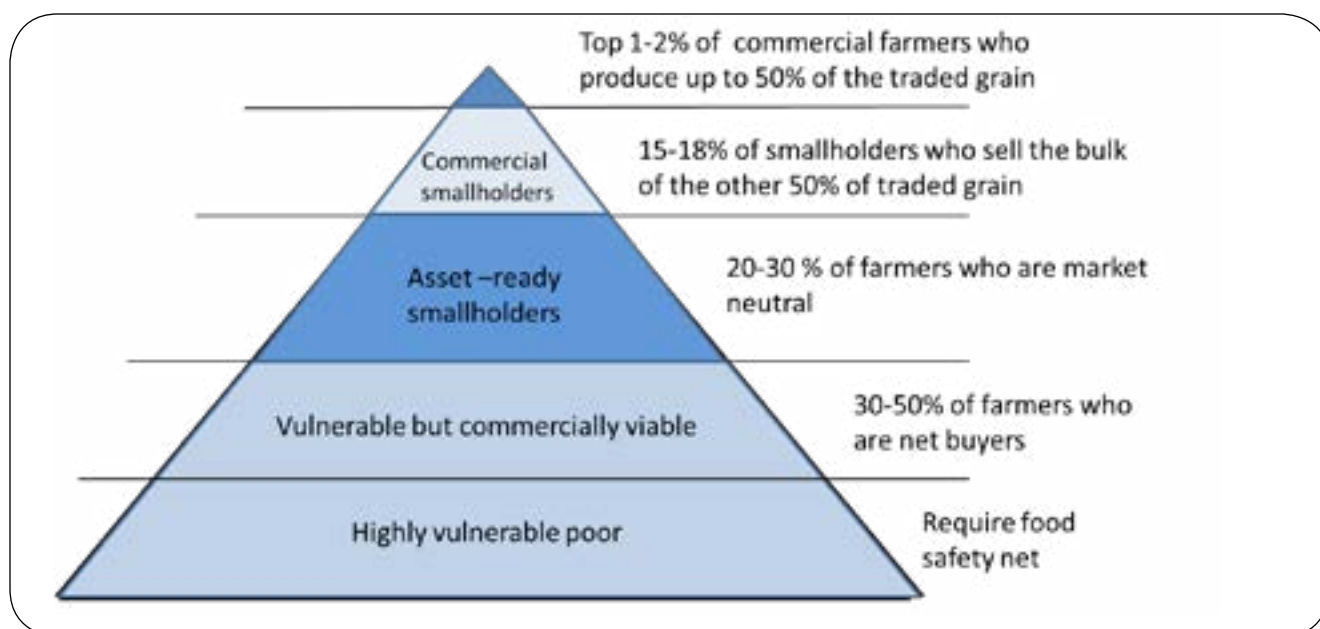 Top 1-2% of commercial farmers who
produce up to 50% of the traded grain
Commercial
smallholders
15-18% of smallholders who sell the bulk
of the other 50% of traded grain
Asset –ready
smallholders
20-30 % of farmers who are market
neutral
Vulnerable but commercially viable
30-50% of farmers who
are net buyers
Highly vulnerable poor
Require food
safety net